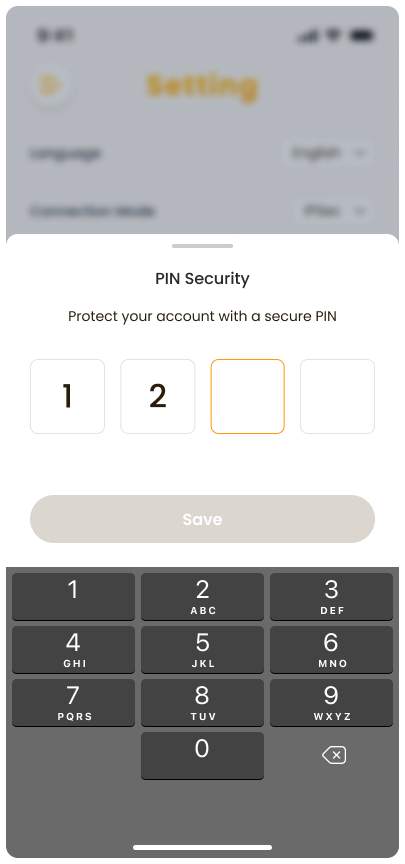 9:41
Setting
Language English
Connection Mode IPSec
PIN Security
Protect your account with a secure PIN
1 2
Save
1 2 3
ABC DEF
4 5 6
GHI JKL MNO
7 8 9
PQRS TUV WXYZ
0